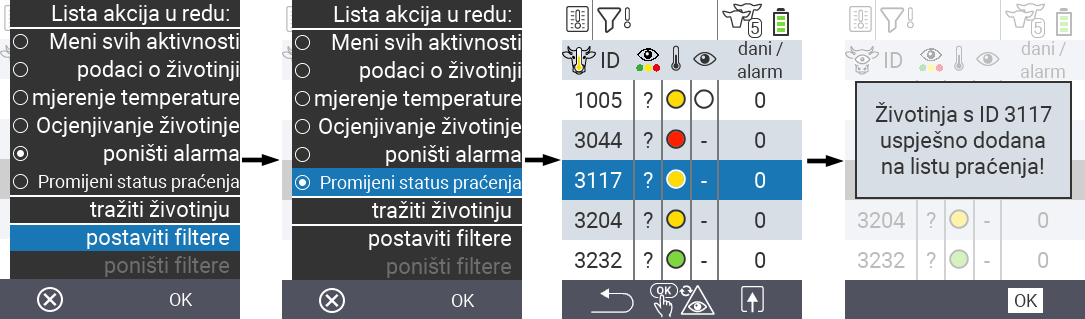 Lista akcija u redu:
Meni svih aktivnosti
podaci o životinji
mjerenje temperature
Ocjenjivanje životinje
poništi alarma
Promijeni status praćenja
tražiti životinju
postaviti filtere
poništi filtere
OK
Lista akcija u redu:
Meni svih aktivnosti
podaci o životinji
mjerenje temperature
Ocjenjivanje životinje
poništi alarma
Promijeni status praćenja
tražiti životinju
postaviti filtere
poništi filtere
OK
5
ID
dani /
alarm
1005 ? 0
3044 ? - 0
3117 ? - 0
3204 ? - 0
3232 ? - 0
OK
5
ID
dani /
alarm
Životinja s ID 3117
uspješno dodana
na listu praćenja!
3204 ? - 0
3232 ? - 0
OK